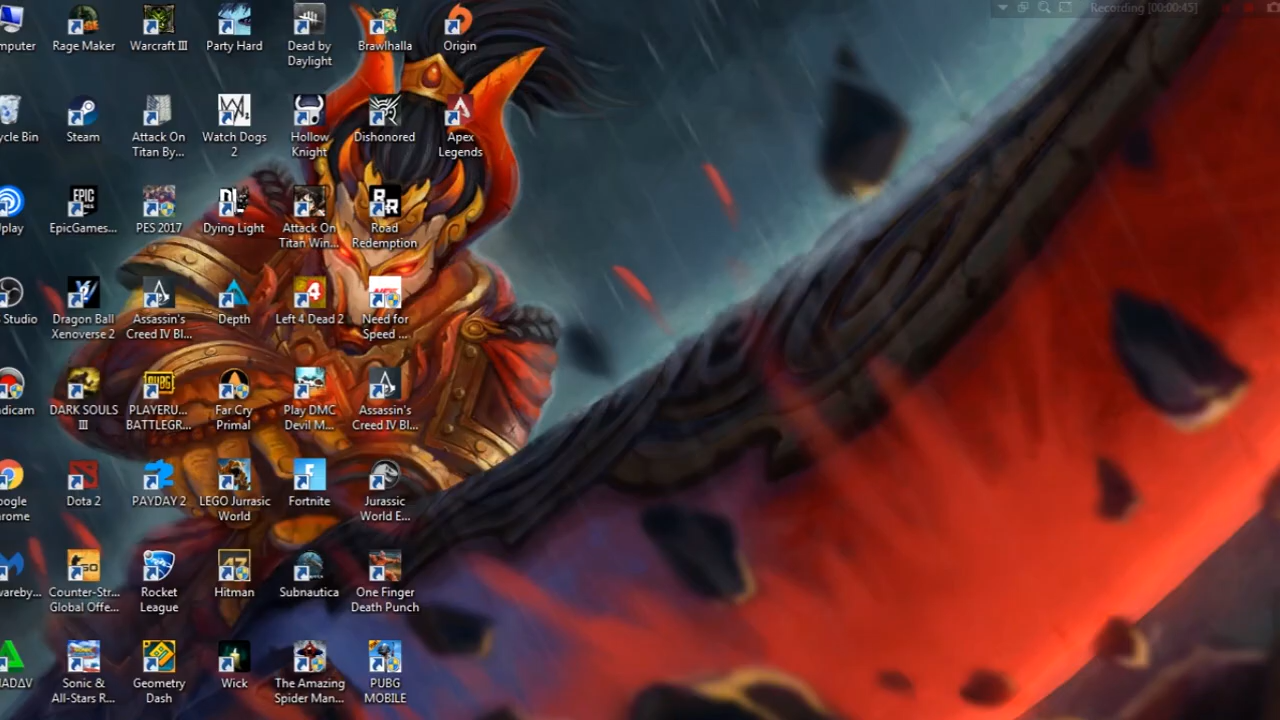 Recording [00:00:45]
mputer Rage Maker Warcraft III Party Hard Dead by Brawlhalla Origin
Daylight
ycle Bin Steam Attack On Watch Dogs Hollow Dishonored Apex
Titan By... 2 Knight Legends
play EpicGames... PES 2017 Dying Light Attack On Road
Titan Win... Redemption
Studio Dragon Ball Assassin's Depth Left 4 Dead 2 Need for
Xenoverse 2 Creed IV Bl... Speed ...
dicam DARK SOULS PLAYERU... Far Cry Play DMC Assassin's
III BATTLEGR... Primal Devil M... Creed IV Bl...
oogle Dota 2 PAYDAY 2 LEGO Jurrasic Fortnite Jurassic
rome World World E...
wareby... Counter-Str... Rocket Hitman Subnautica One Finger
Global Offe... League Death Punch
Sonic & Geometry Wick The Amazing PUBG
All-Stars R... Dash Spider Man... MOBILE